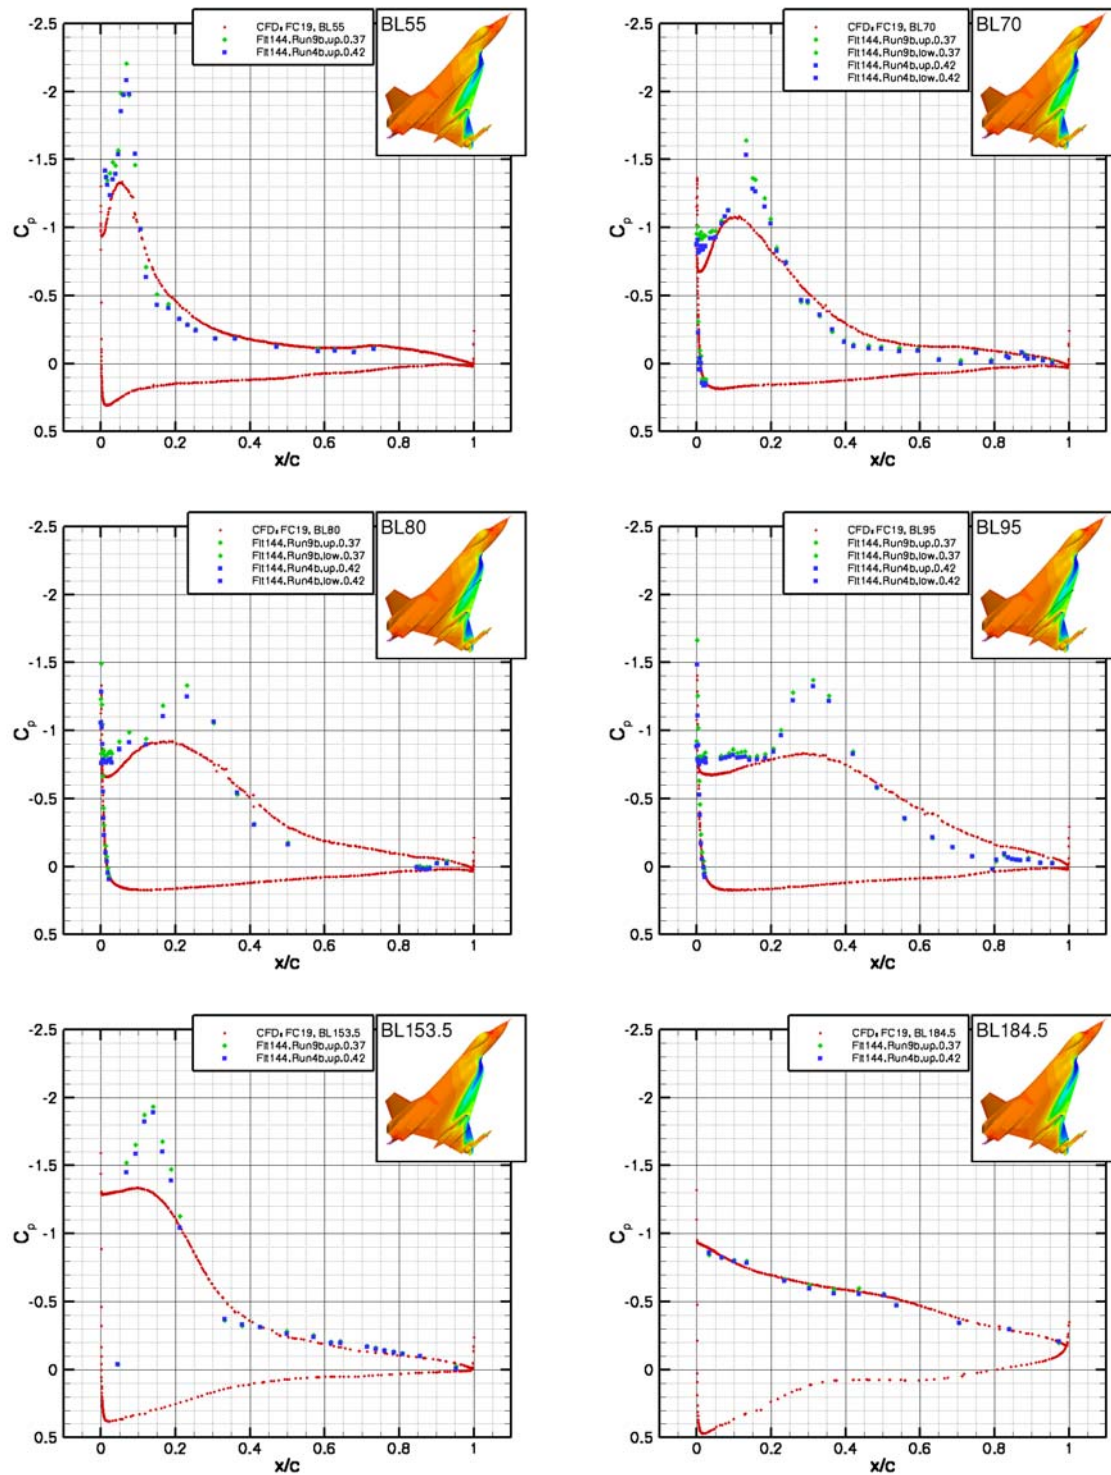 BL55
CFD: FC19, BL55
Flt144.Run9b.up.0.37
Flt144.Run4b.up.0.42
-2.5
-2
-1.5
-1
-0.5
0
0.5
Cp
0 0.2 0.4 0.6 0.8 1
x/c
BL70
CFD: FC19, BL70
Flt144.Run9b.up.0.37
Flt144.Run9b.low.0.37
Flt144.Run4b.up.0.42
Flt144.Run4b.low.0.42
-2.5
-2
-1.5
-1
-0.5
0
0.5
Cp
0 0.2 0.4 0.6 0.8 1
x/c
BL80
CFD: FC19, BL80
Flt144.Run9b.up.0.37
Flt144.Run9b.low.0.37
Flt144.Run4b.up.0.42
Flt144.Run4b.low.0.42
-2.5
-2
-1.5
-1
-0.5
0
0.5
Cp
0 0.2 0.4 0.6 0.8 1
x/c
BL95
CFD: FC19, BL95
Flt144.Run9b.up.0.37
Flt144.Run9b.low.0.37
Flt144.Run4b.up.0.42
Flt144.Run4b.low.0.42
-2.5
-2
-1.5
-1
-0.5
0
0.5
Cp
0 0.2 0.4 0.6 0.8 1
x/c
BL153.5
CFD: FC19, BL153.5
Flt144.Run9b.up.0.37
Flt144.Run4b.up.0.42
-2.5
-2
-1.5
-1
-0.5
0
0.5
Cp
0 0.2 0.4 0.6 0.8 1
x/c
BL184.5
CFD: FC19, BL184.5
Flt144.Run9b.up.0.37
Flt144.Run4b.up.0.42
-2.5
-2
-1.5
-1
-0.5
0
0.5
Cp
0 0.2 0.4 0.6 0.8 1
x/c